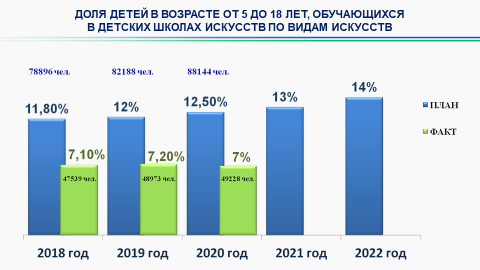 ДОЛЯ ДЕТЕЙ В ВОЗРАСТЕ ОТ 5 ДО 18 ЛЕТ, ОБУЧАЮЩИХСЯ
В ДЕТСКИХ ШКОЛАХ ИСКУССТВ ПО ВИДАМ ИСКУССТВ
78896 чел. 82188 чел. 88144 чел.
11,80% 12% 12,50% 13% 14%
ПЛАН
ФАКТ
7,10% 7,20% 7%
47539 чел. 48973 чел. 49228 чел.
2018 год 2019 год 2020 год 2021 год 2022 год